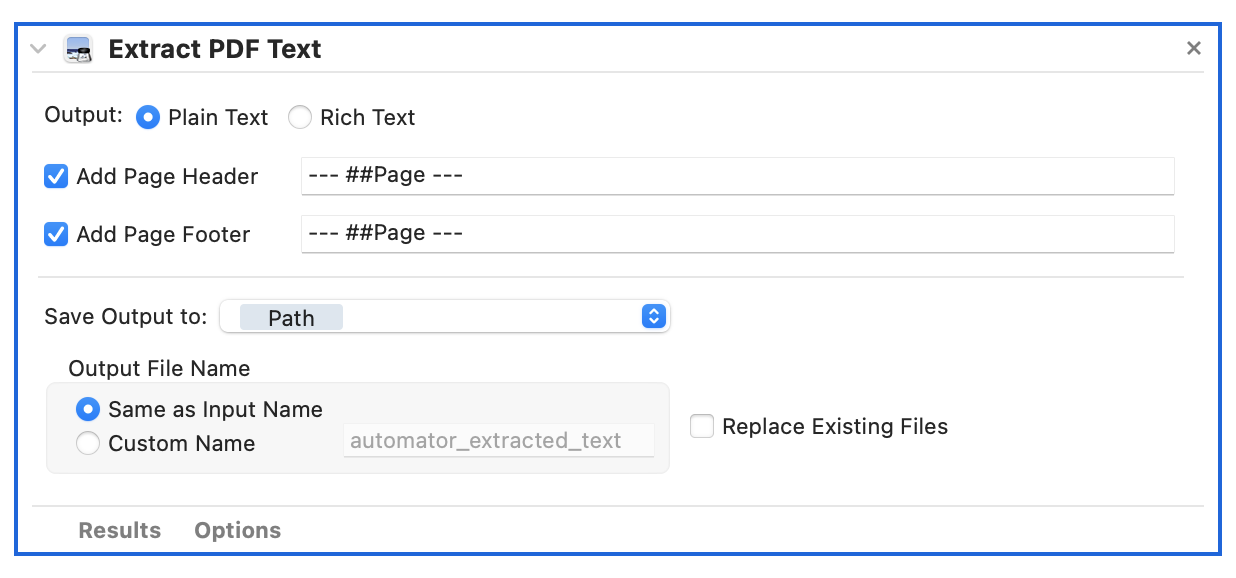 Extract PDF Text
Output: Plain Text Rich Text
Add Page Header --- ##Page ---
Add Page Footer --- ##Page ---
Save Output to: Path
Output File Name
Same as Input Name
Custom Name automator_extracted_text
Replace Existing Files
Results Options